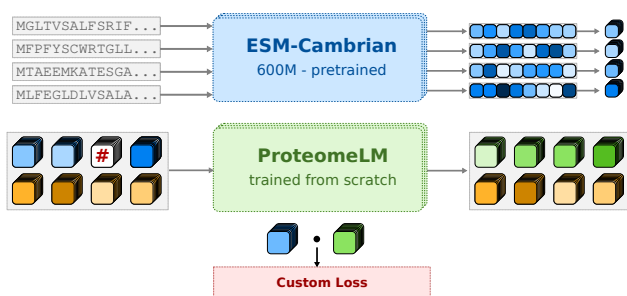 MGLTVSALFSRIF...
MFPFYSCWRTGLL...
MTAEEMKATESGA...
MLFEGLDLVSALA...
ESM-Cambrian
600M - pretrained
#
ProteomeLM
trained from scratch
Custom Loss